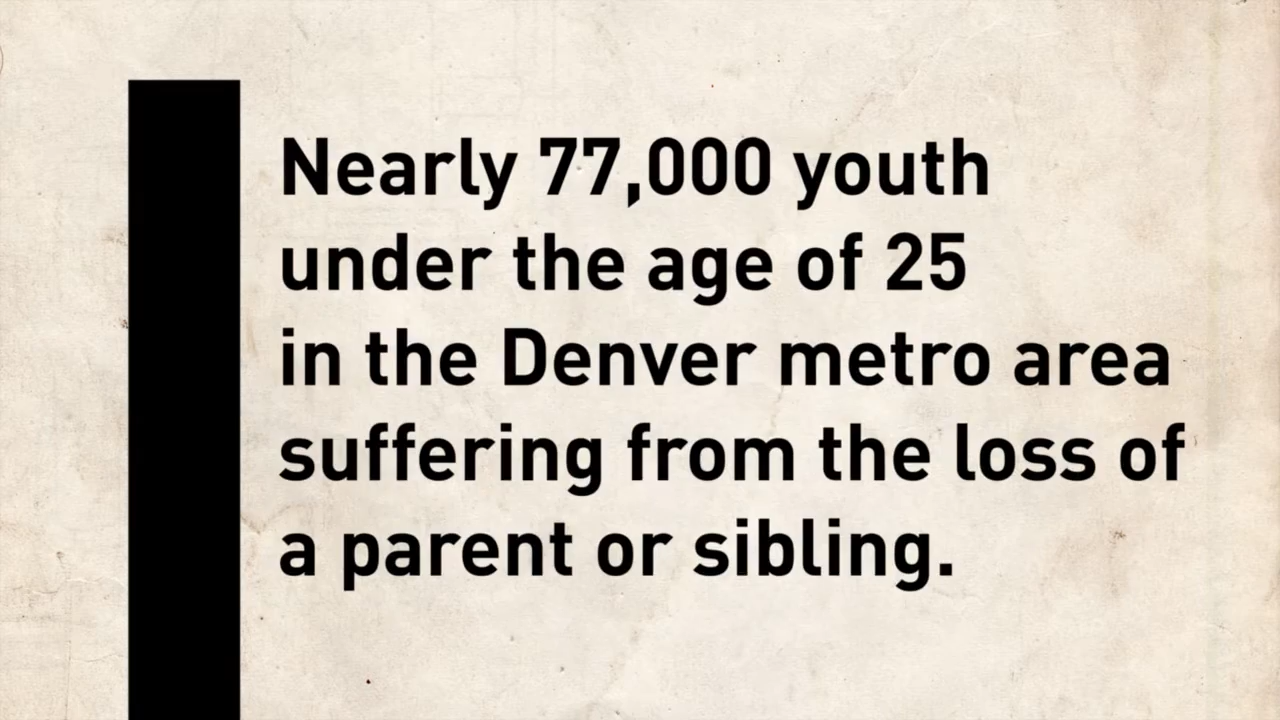 Nearly 77,000 youth
under the age of 25
in the Denver metro area
suffering from the loss of
a parent or sibling.